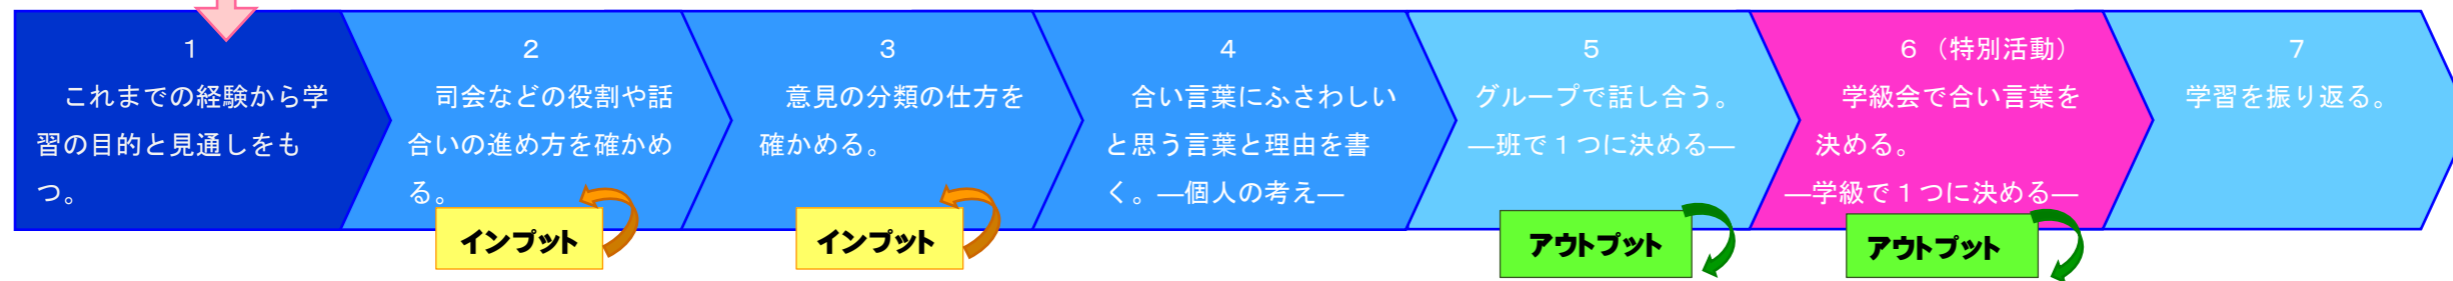 1
これまでの経験から学
習の目的と見通しをも
つ。
2
司会などの役割や話
合いの進め方を確かめ
る。
インプット
3
意見の分類の仕方を
確かめる。
インプット
4
合い言葉にふさわしい
と思う言葉と理由を書
く。―個人の考え―
5
グループで話し合う。
―班で1つに決める―
アウトプット
6（特別活動）
学級会で合い言葉を
決める。
―学級で1つに決める―
アウトプット
7
学習を振り返る。